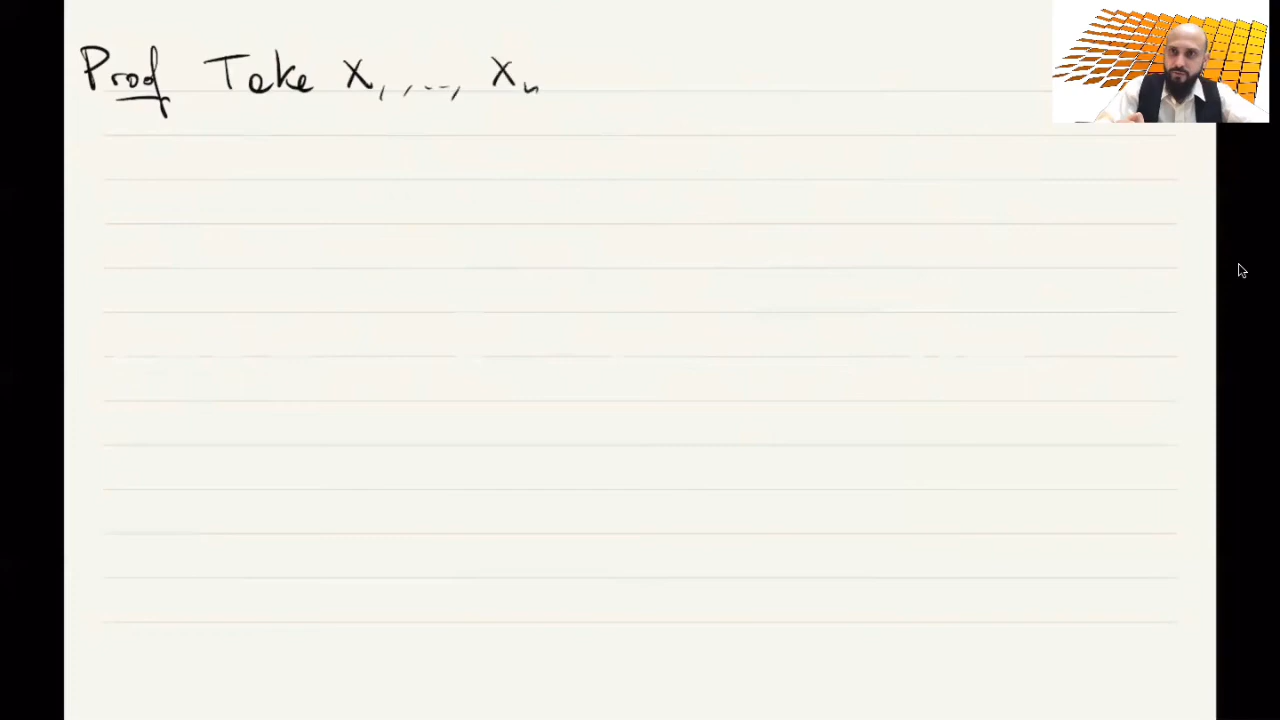 Proof Take X₁, ..., Xₙ